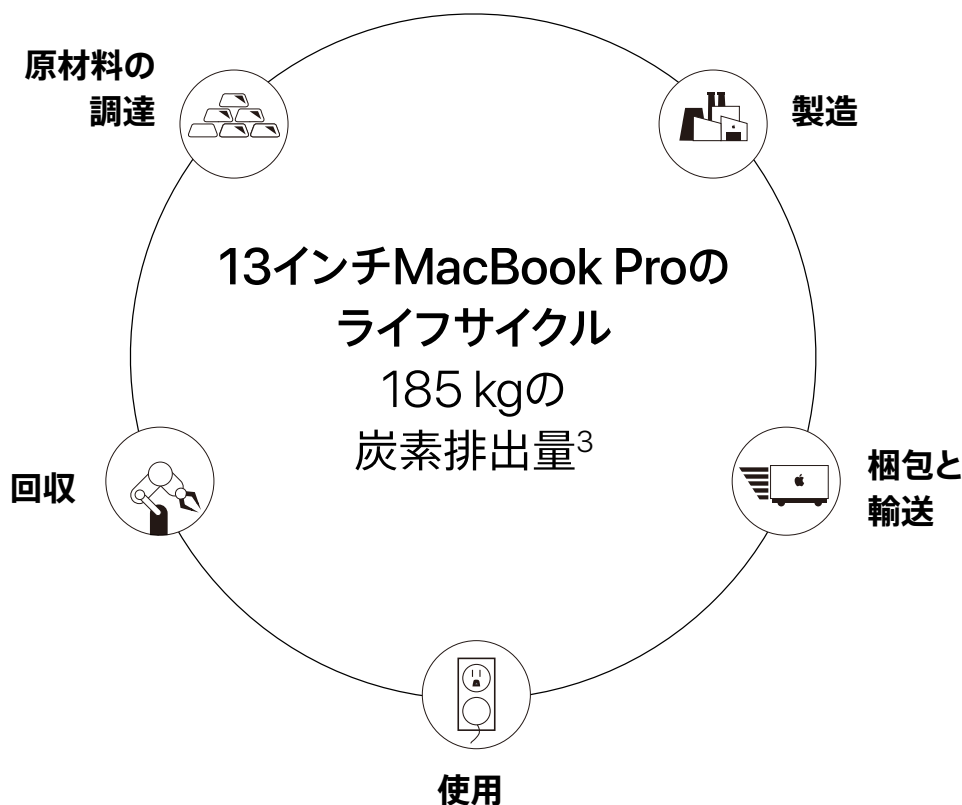 原材料の
調達
製造
13インチMacBook Proの
ライフサイクル
185 kgの
炭素排出量3
回収
梱包と
輸送
使用